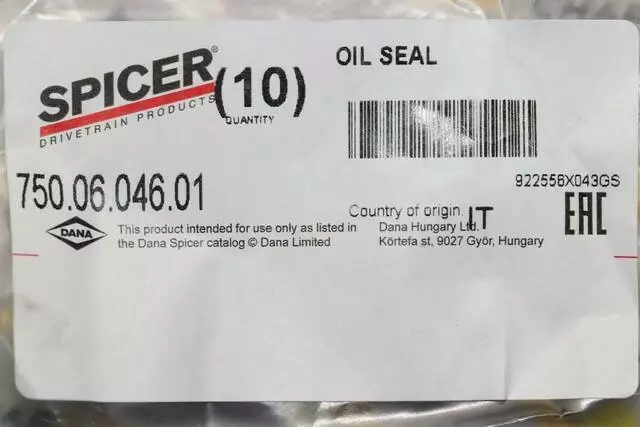 SPICER®
DRIVETRAIN PRODUCTS
(10)
QUANTITY
OIL SEAL
922556X043GS
750.06.046.01
Country of origin IT
EAC
DANA
This product intended for use only as listed in
the Dana Spicer catalog © Dana Limited
Dana Hungary Ltd.
Körtefa st, 9027 Györ, Hungary